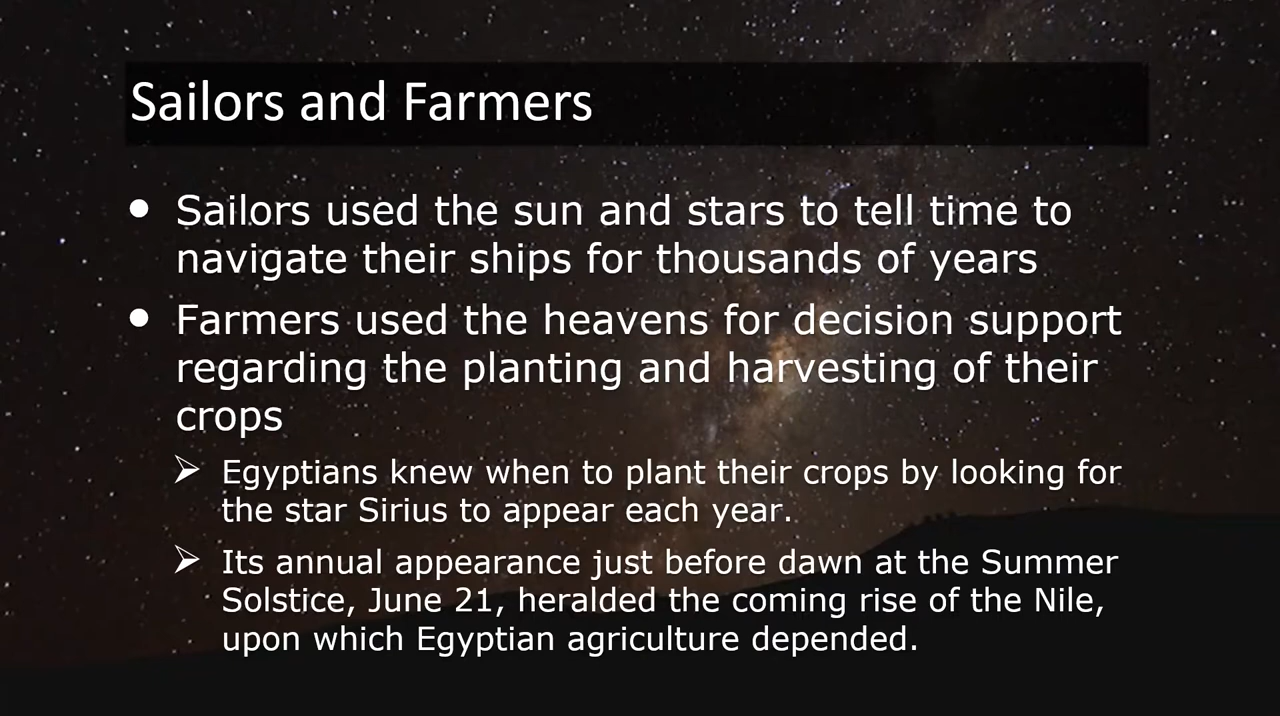 Sailors and Farmers
• Sailors used the sun and stars to tell time to
navigate their ships for thousands of years
• Farmers used the heavens for decision support
regarding the planting and harvesting of their
crops
➢ Egyptians knew when to plant their crops by looking for
the star Sirius to appear each year.
➢ Its annual appearance just before dawn at the Summer
Solstice, June 21, heralded the coming rise of the Nile,
upon which Egyptian agriculture depended.